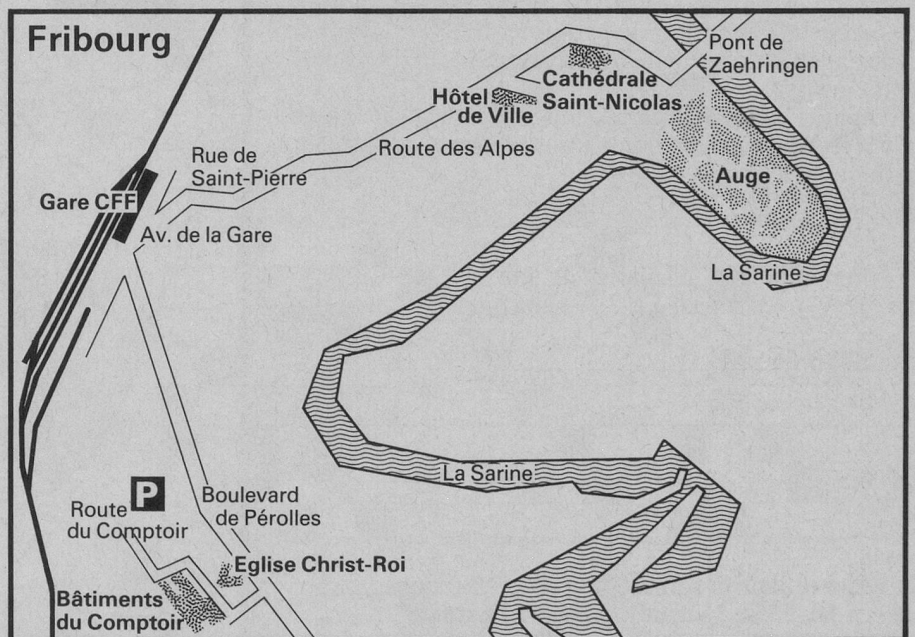 Fribourg
Pont de
Zaehringen
Cathédrale
Saint-Nicolas
Hôtel
de Ville
Route des Alpes
Rue de
Saint-Pierre
Auge
Gare CFF
Av. de la Gare
La Sarine
La Sarine
P
Route
du Comptoir
Boulevard
de Pérolles
Eglise Christ-Roi
Bâtiments
du Comptoir